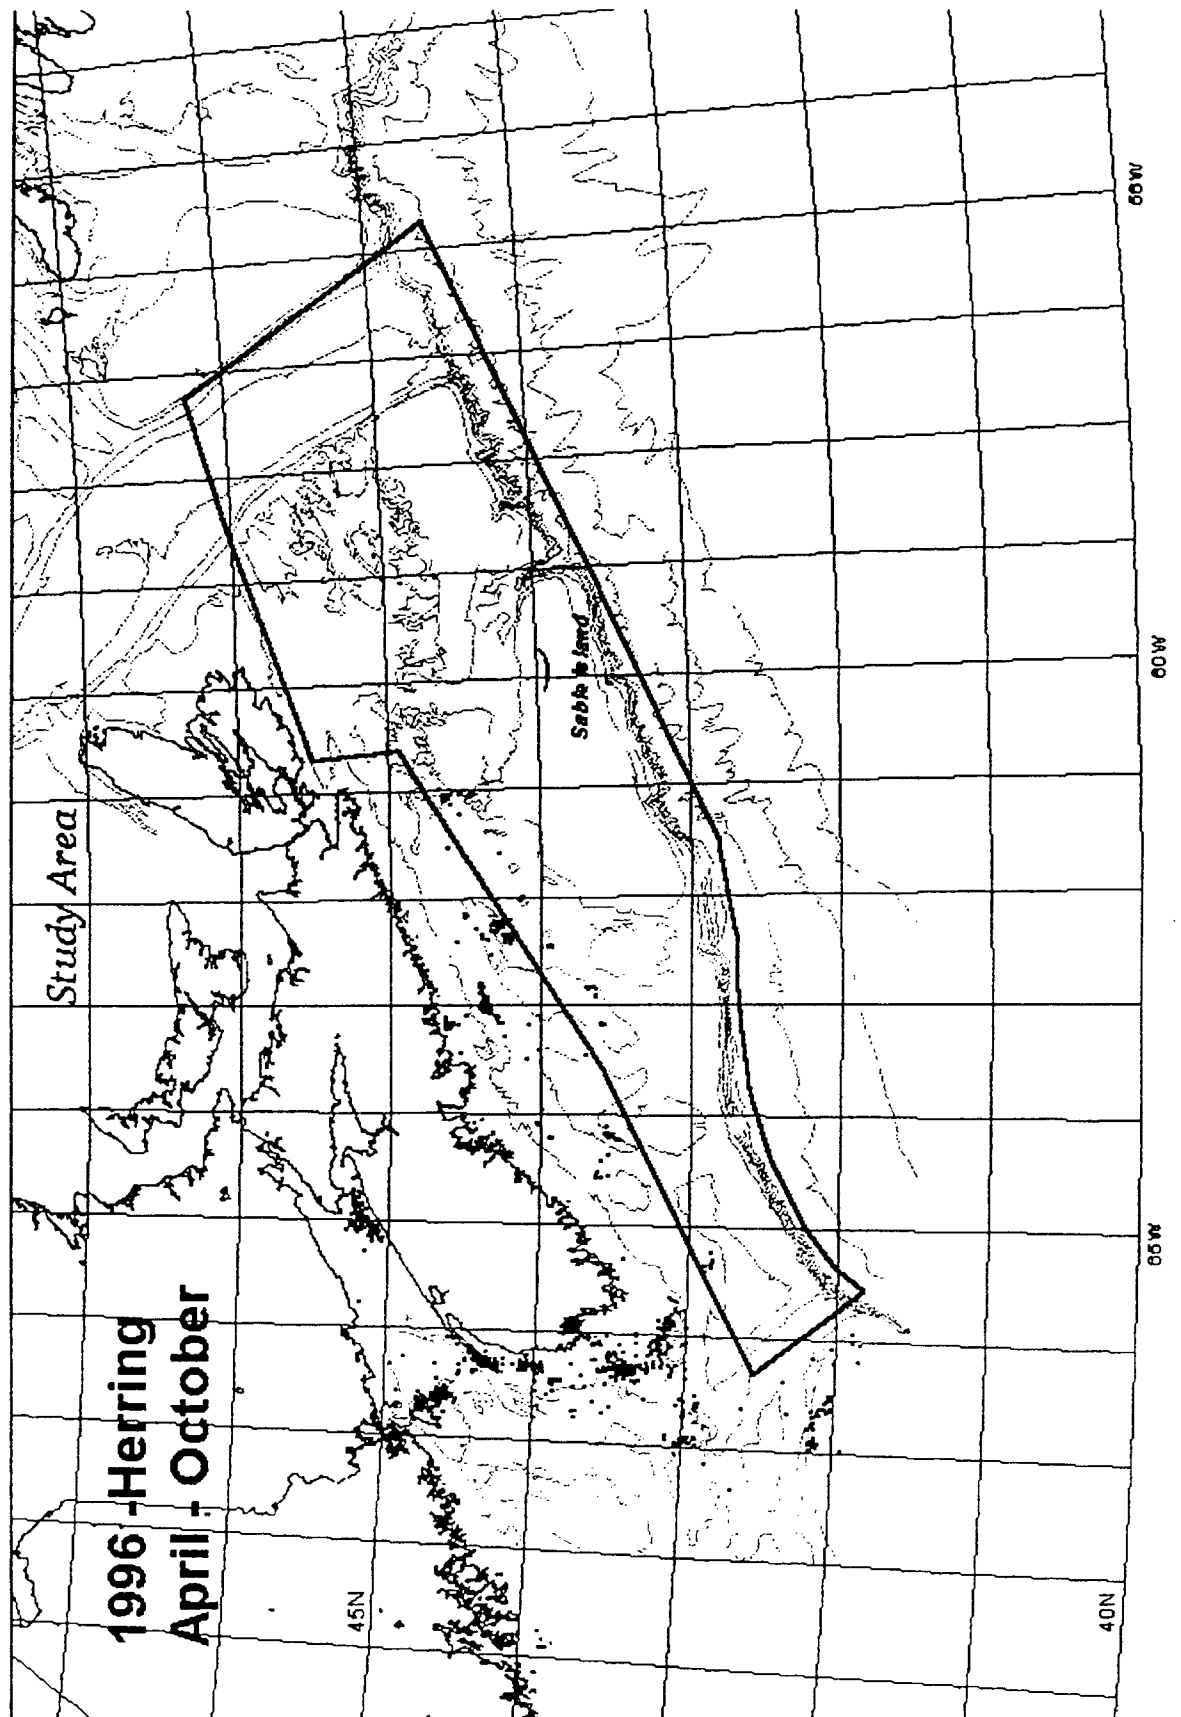 1996 -Herring
April - October
Study Area
Sable Island
45N
40N
65W
60W
55W